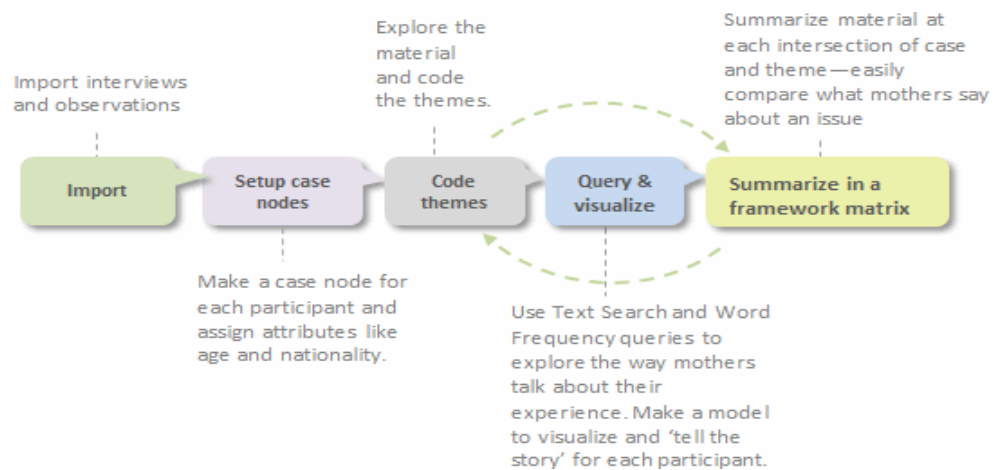 Import interviews
and observations
Explore the
material
and code
the themes.
Summarize material at
each intersection of case
and theme—easily
compare what mothers say
about an issue
Import
Setup case
nodes
Code
themes
Query &
visualize
Summarize in a
framework matrix
Make a case node for
each participant and
assign attributes like
age and nationality.
Use Text Search and Word
Frequency queries to
explore the way mothers
talk about their
experience. Make a model
to visualize and ‘tell the
story’ for each participant.